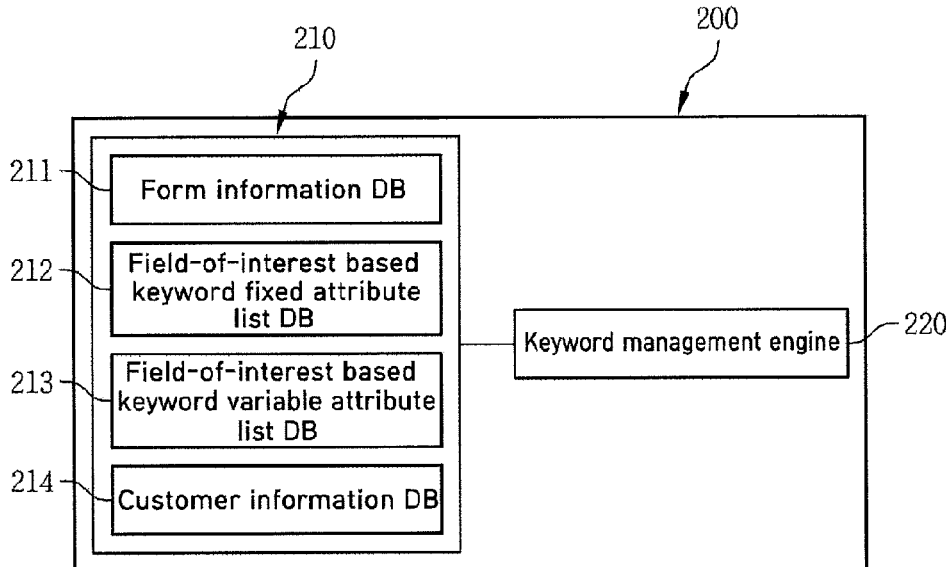 210
200
211
Form information DB
212
Field-of-interest based
keyword fixed attribute
list DB
213
Field-of-interest based
keyword variable attribute
list DB
214
Customer information DB
Keyword management engine
220